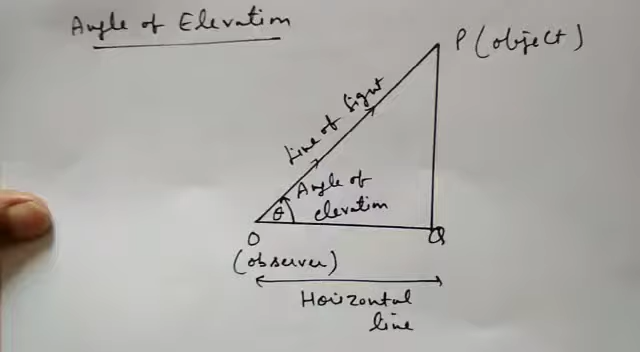 Angle of Elevation
P (object)
Line of Sight
Angle of
elevation
θ
O
Q
(observer)
Horizontal
line